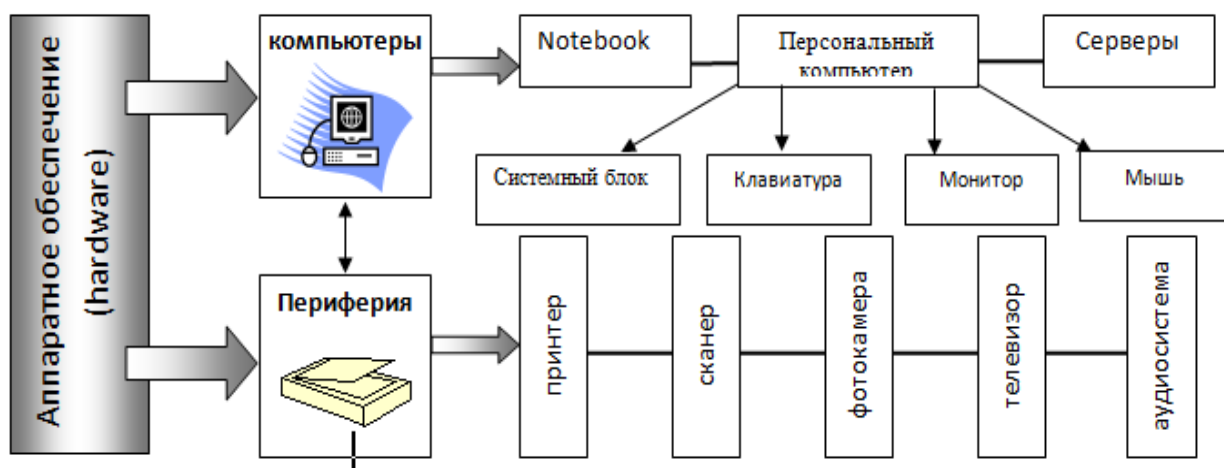 Аппаратное обеспечение
(hardware)
компьютеры
Notebook
Персональный
компьютер
Серверы
Системный блок
Клавиатура
Монитор
Мышь
Периферия
принтер
сканер
фотокамера
телевизор
аудиосистема